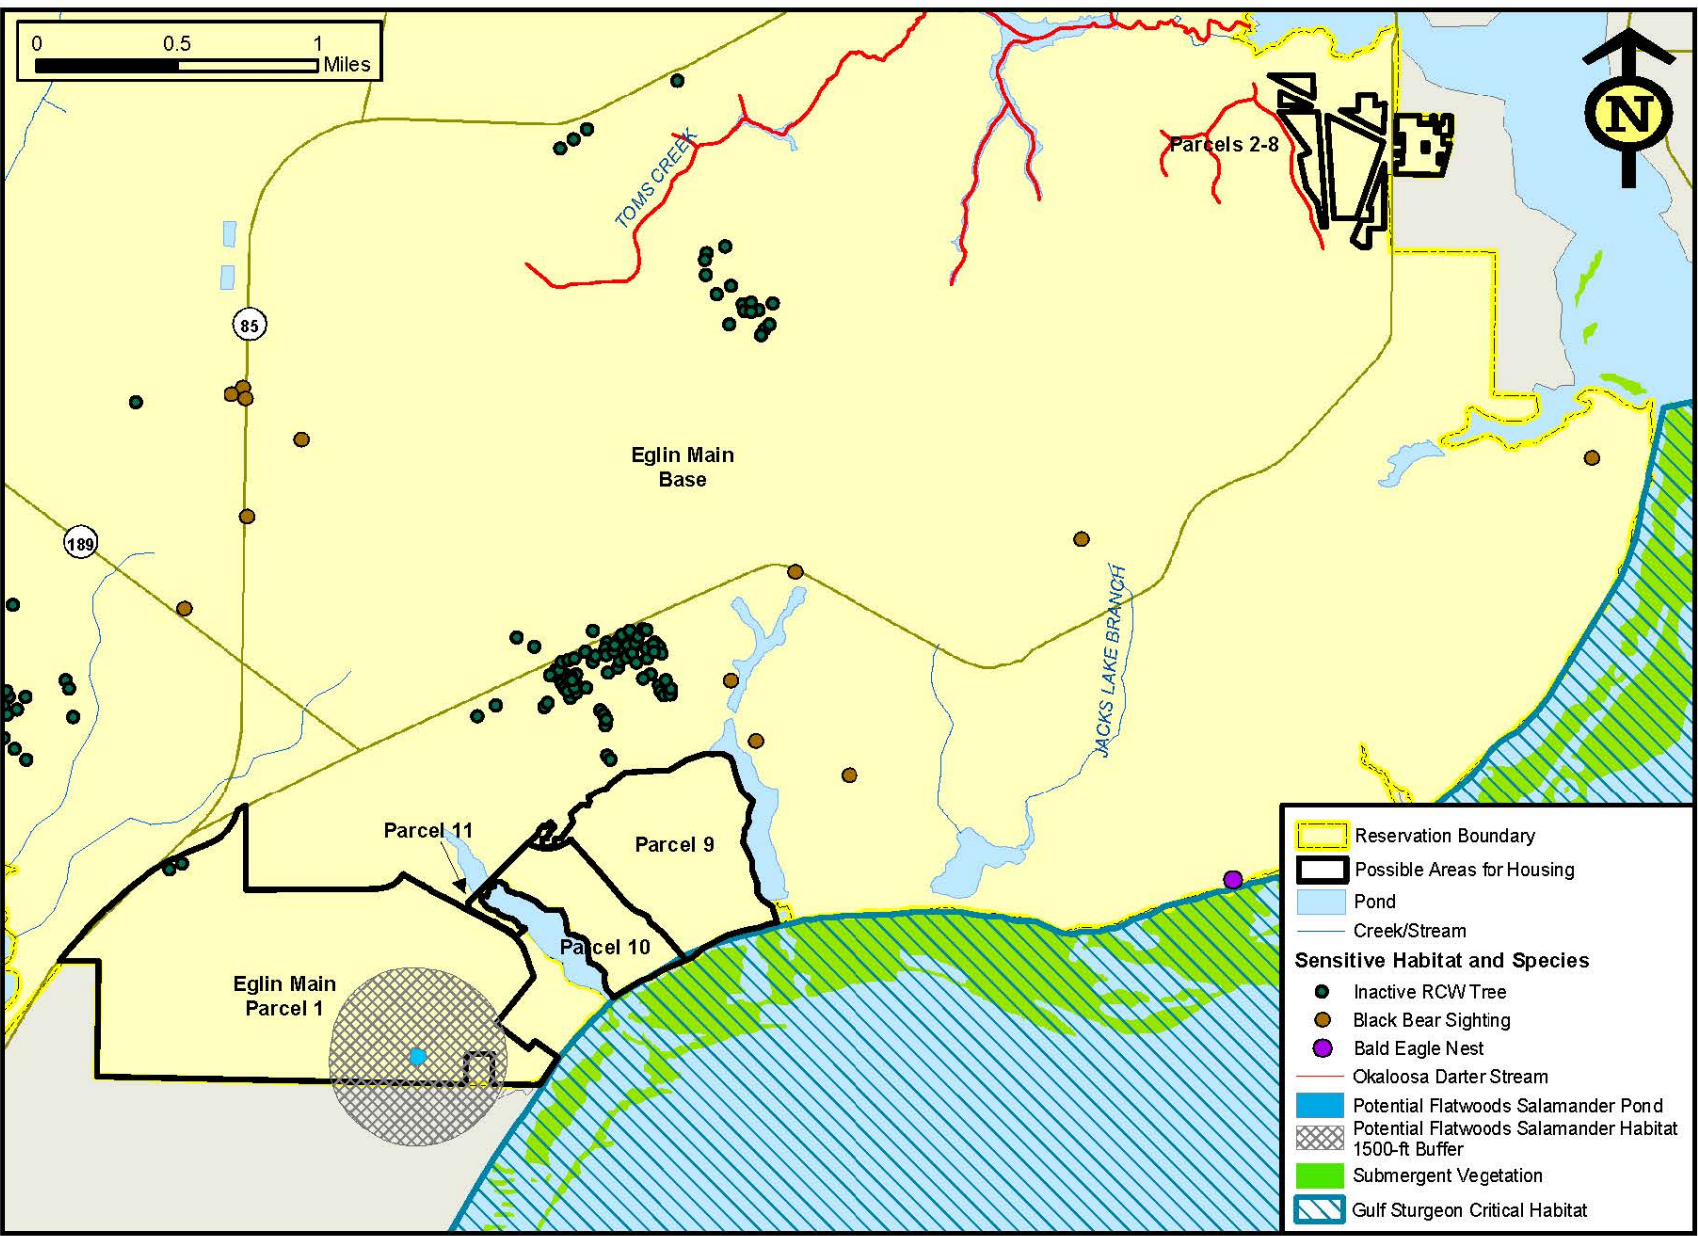 0 0.5 1
Miles
N
TOMS CREEK
Parcels 2-8
85
Eglin Main
Base
189
JACKS LAKE BRANCH
Parcel 11
Parcel 9
Parcel 10
Eglin Main
Parcel 1
Reservation Boundary
Possible Areas for Housing
Pond
Creek/Stream
Sensitive Habitat and Species
Inactive RCW Tree
Black Bear Sighting
Bald Eagle Nest
Okaloosa Darter Stream
Potential Flatwoods Salamander Pond
Potential Flatwoods Salamander Habitat
1500-ft Buffer
Submergent Vegetation
Gulf Sturgeon Critical Habitat